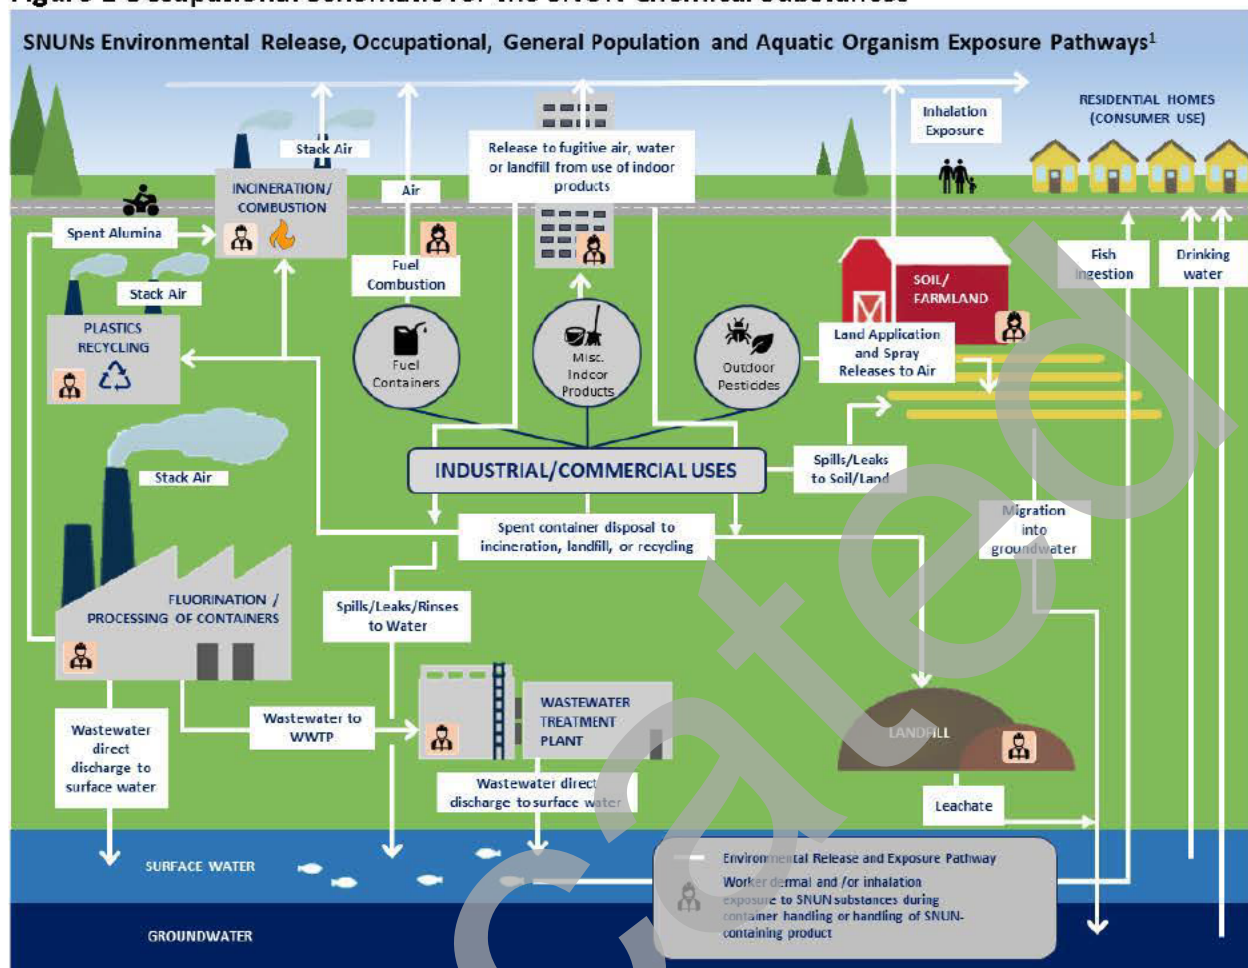 SNUNs Environmental Release, Occupational, General Population and Aquatic Organism Exposure Pathways¹
RESIDENTIAL HOMES
(CONSUMER USE)
Inhalation
Exposure
Stack Air
Release to fugitive air, water
or landfill from use of indoor
products
INCINERATION/
COMBUSTION
Air
Spent Alumina
Fuel
Combustion
Fish
Ingestion
Drinking
water
Stack Air
SOIL/
FARMLAND
PLASTICS
RECYCLING
Land Application
and Spray
Releases to Air
Fuel
Containers
Misc.
Indoor
Products
Outdoor
Pesticides
Stack Air
INDUSTRIAL/COMMERCIAL USES
Spills/Leaks
to Soil/Land
Migration
into
groundwater
Spent container disposal to
incineration, landfill, or recycling
FLUORINATION /
PROCESSING OF CONTAINERS
Spills/Leaks/Rinses
to Water
Wastewater
direct
discharge to
surface water
Wastewater to
WWTP
WASTEWATER
TREATMENT
PLANT
LANDFILL
Wastewater direct
discharge to surface water
Leachate
SURFACE WATER
Environmental Release and Exposure Pathway
Worker dermal and /or inhalation
exposure to SNUN substances during
container handling or handling of SNUN-
containing product
GROUNDWATER